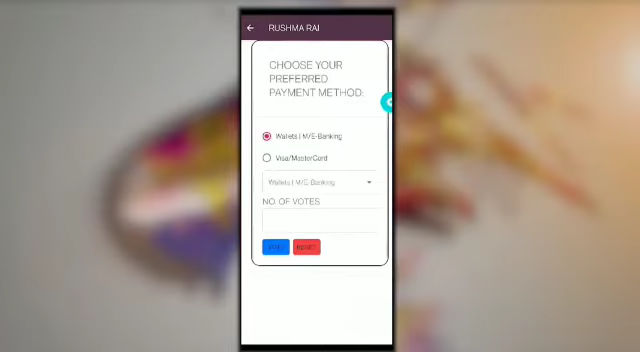 RUSHMA RAI
CHOOSE YOUR
PREFERRED
PAYMENT METHOD:
Wallets | M/E-Banking
Visa/MasterCard
Wallets | M/E-Banking
NO. OF VOTES